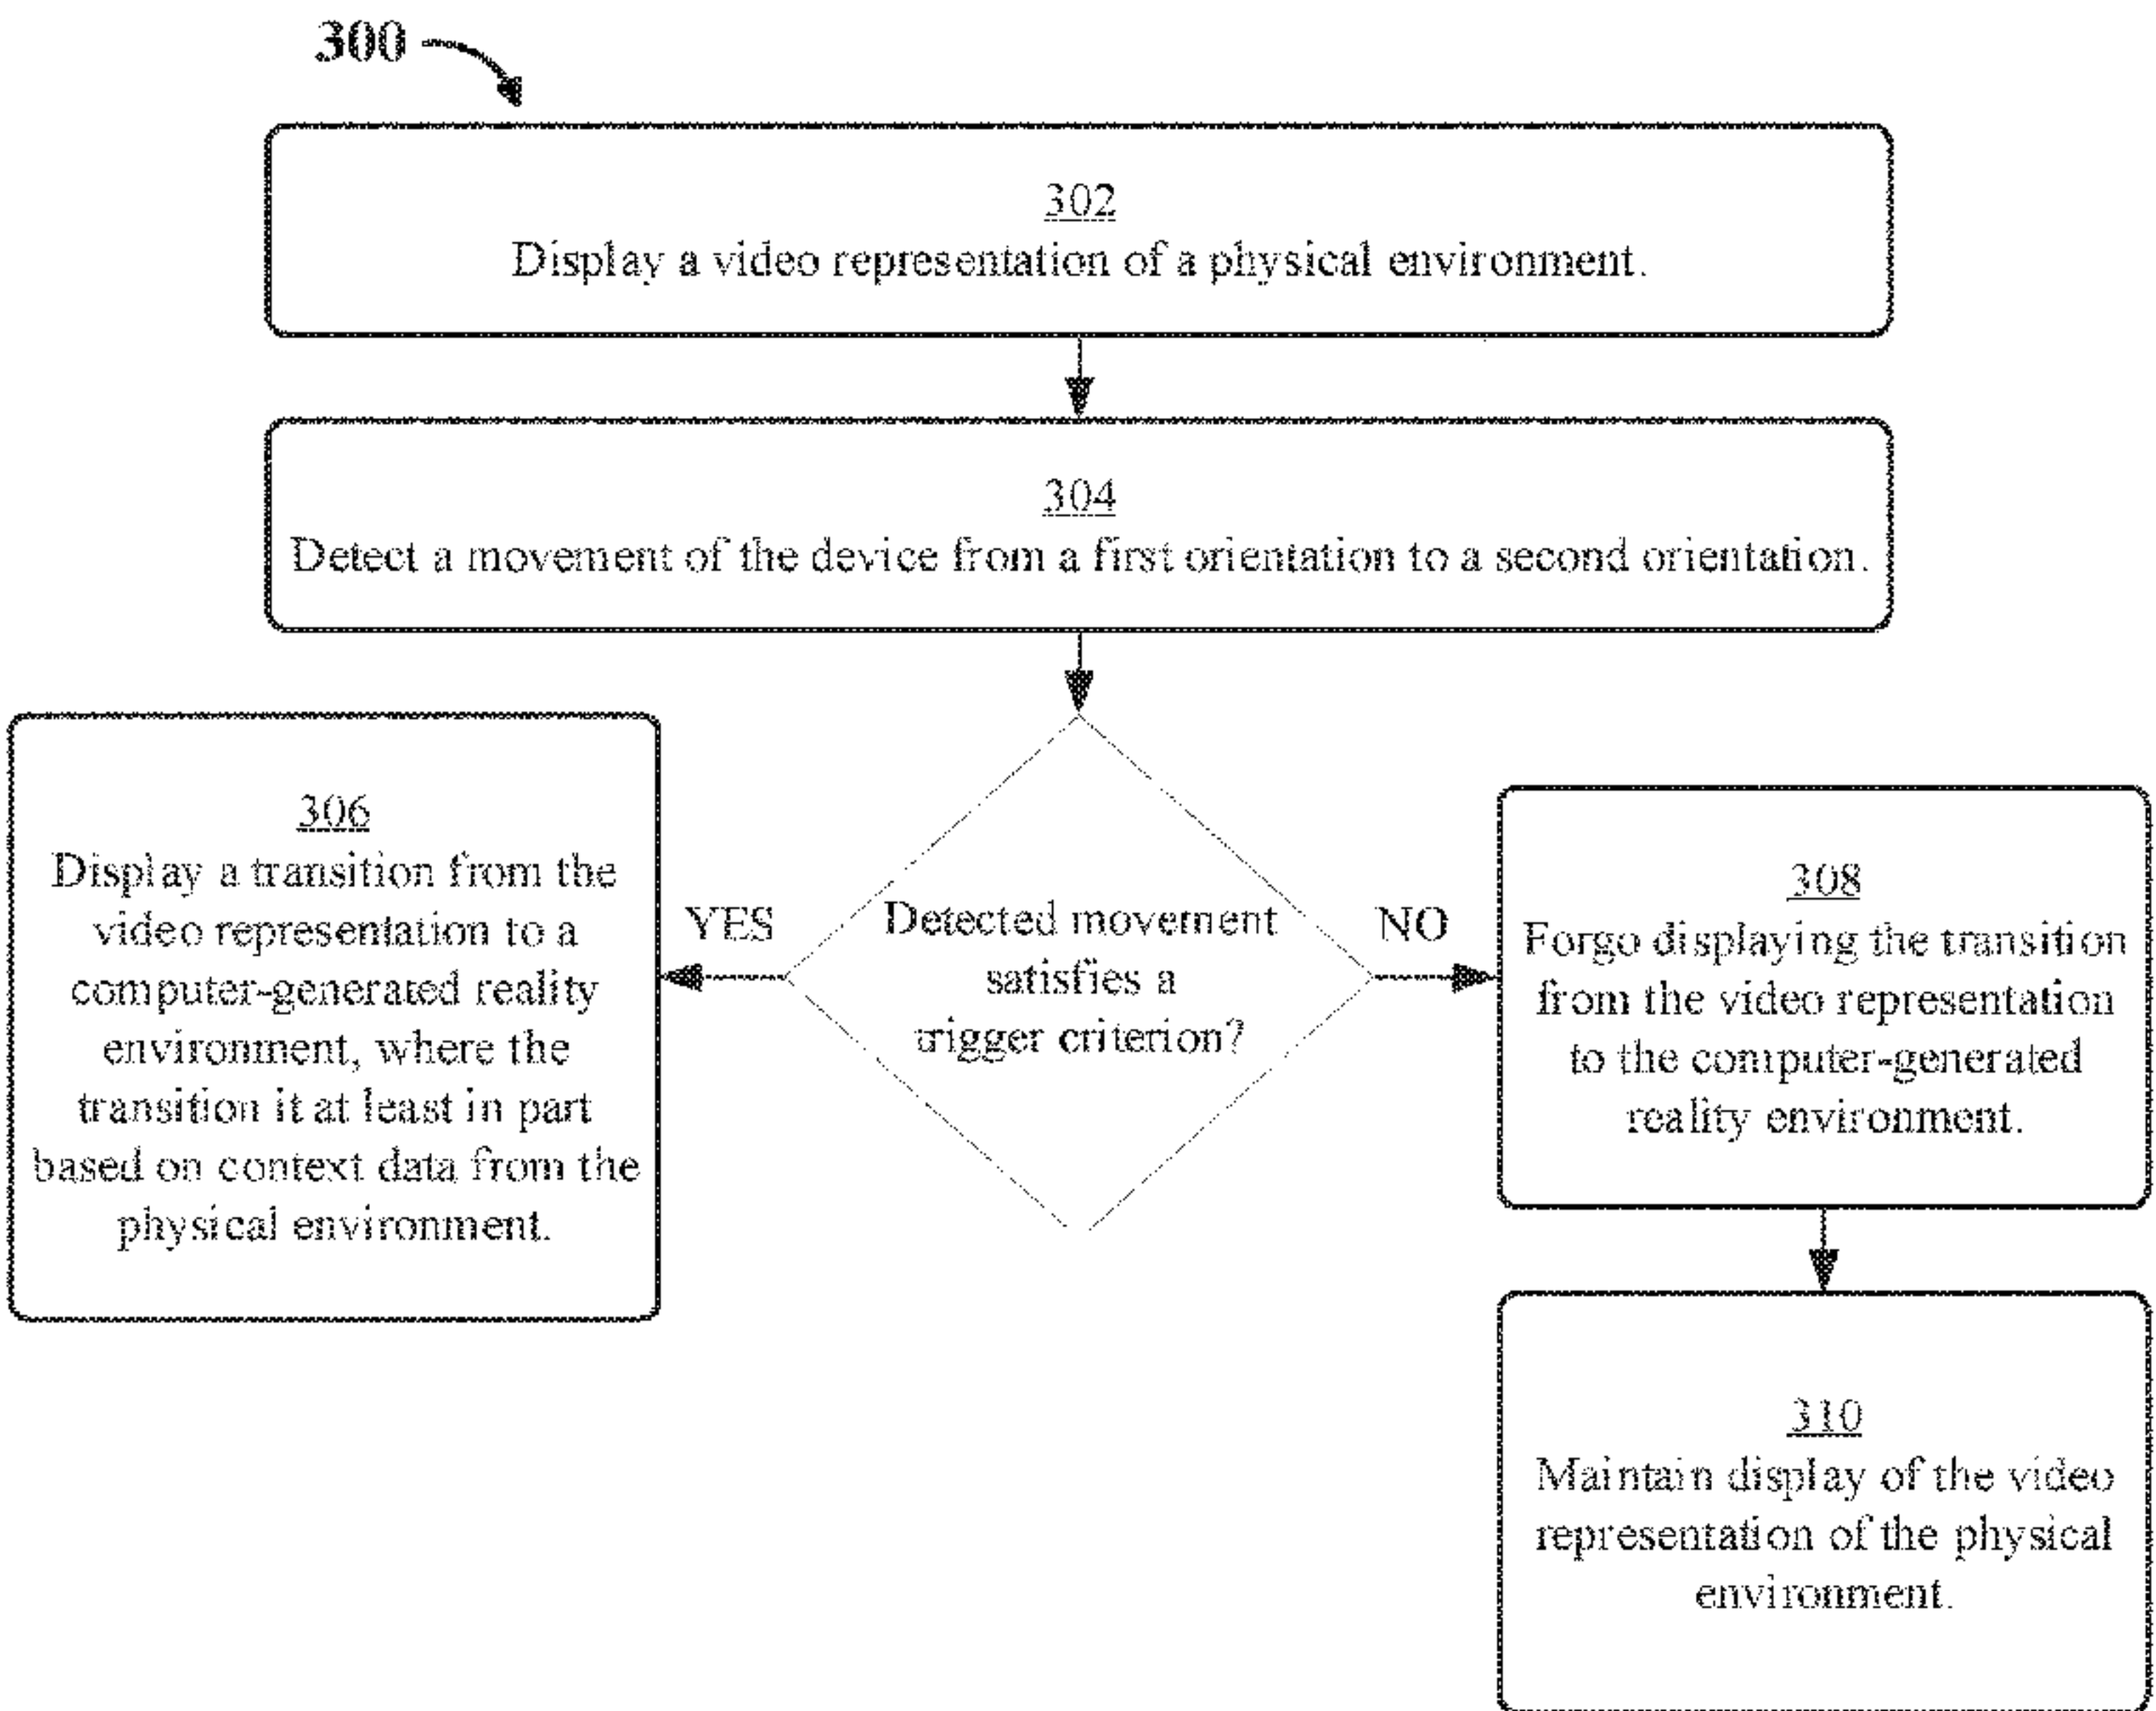 300
302
Display a video representation of a physical environment.
304
Detect a movement of the device from a first orientation to a second orientation.
306
Display a transition from the
video representation to a
computer-generated reality
environment, where the
transition it at least in part
based on context data from the
physical environment.
YES
Detected movement
satisfies a
trigger criterion?
NO
308
Forgo displaying the transition
from the video representation
to the computer-generated
reality environment.
310
Maintain display of the video
representation of the physical
environment.